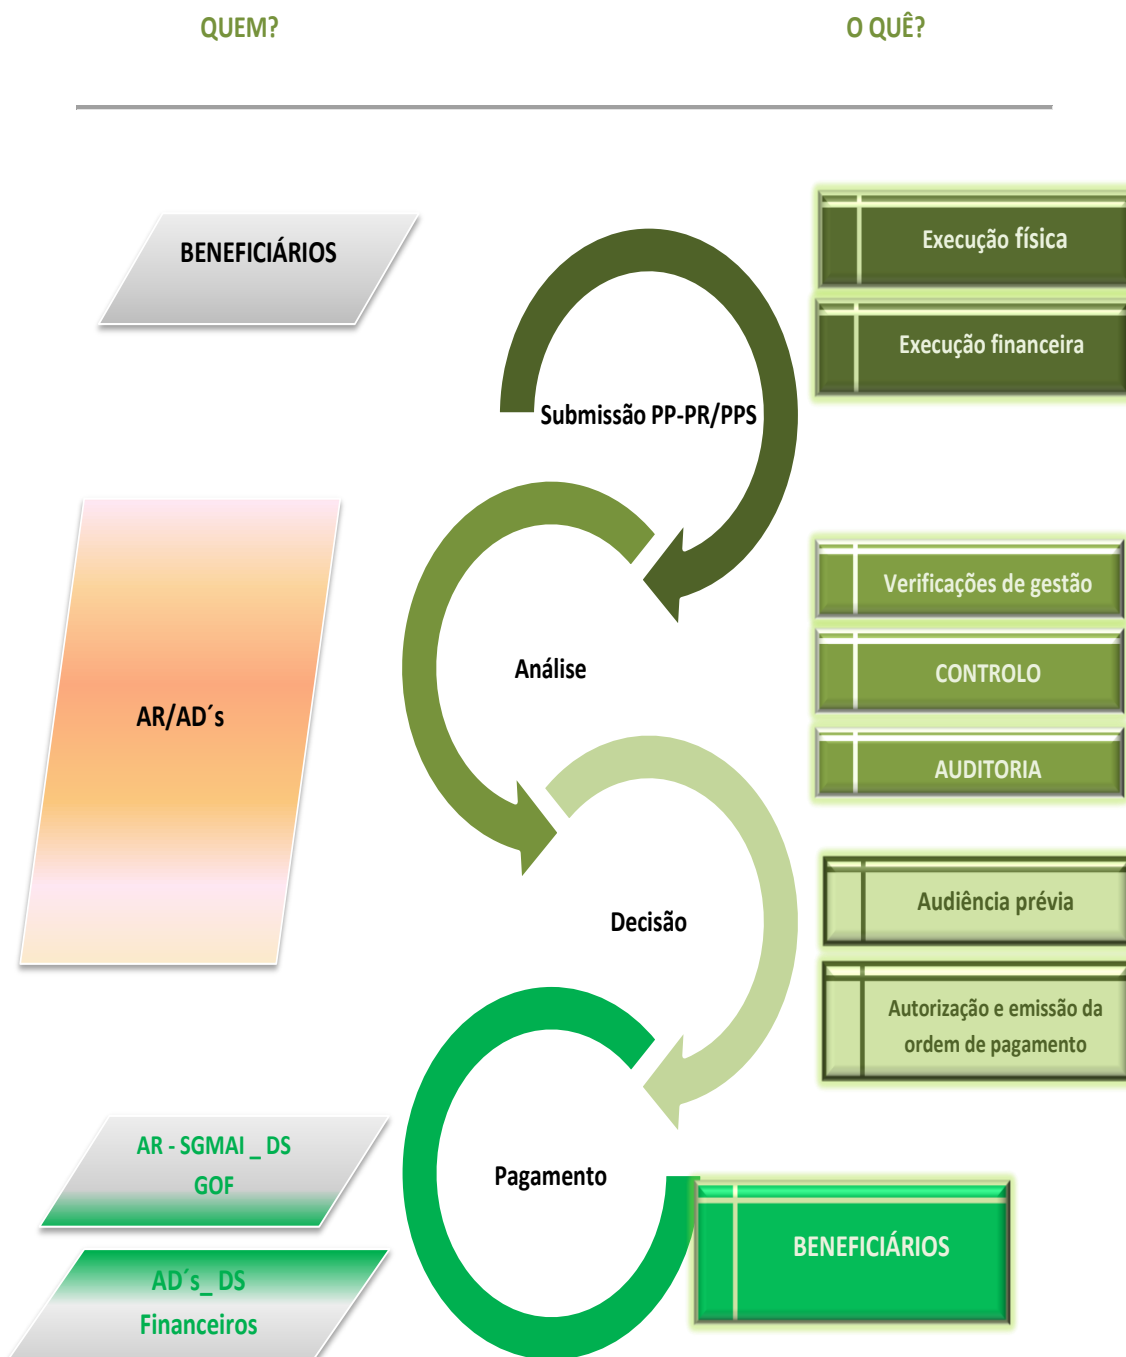 QUEM?
O QUÊ?
BENEFICIÁRIOS
Execução física
Execução financeira
Submissão PP-PR/PPS
AR/AD´s
Análise
Verificações de gestão
CONTROLO
AUDITORIA
Decisão
Audiência prévia
Autorização e emissão da
ordem de pagamento
AR - SGMAI _ DS
GOF
Pagamento
BENEFICIÁRIOS
AD´s_ DS
Financeiros